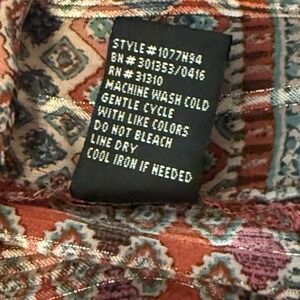 STYLE#1077N94
BN#301353/0416
RN#31310
MACHINE WASH COLD
GENTLE CYCLE
WITH LIKE COLORS
DO NOT BLEACH
LINE DRY
COOL IRON IF NEEDED